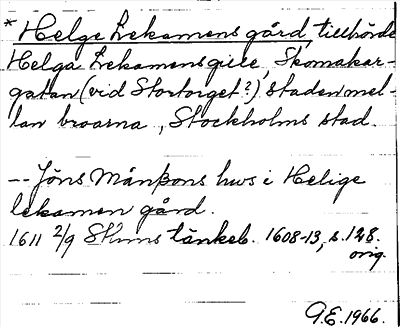 * Helge Lekamens gård, tillhörde
Helga Lekamensgille, Skomakar-
gatan (vid Stortorget?) staden mel-
lan broarna, Stockholms stad.
-- Jöns Månßons hws i Helige
lekamen gård.
1611 2/9 Sthms tänkeb. 1608-13, s. 128.
orig.
G.E. 1966.